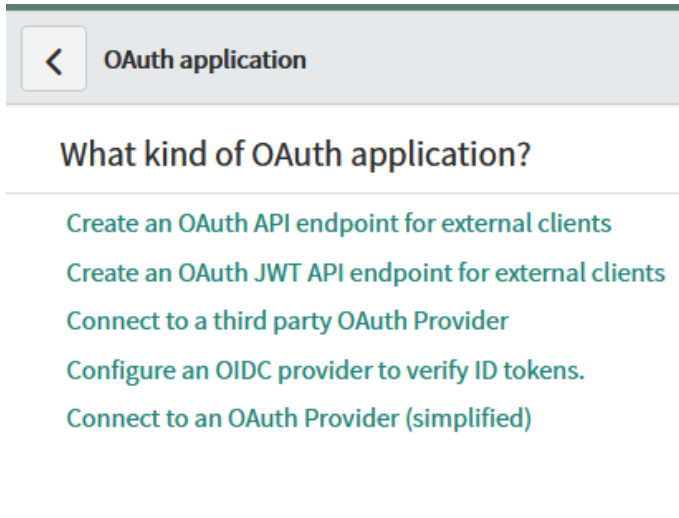 OAuth application
What kind of OAuth application?
Create an OAuth API endpoint for external clients
Create an OAuth JWT API endpoint for external clients
Connect to a third party OAuth Provider
Configure an OIDC provider to verify ID tokens.
Connect to an OAuth Provider (simplified)